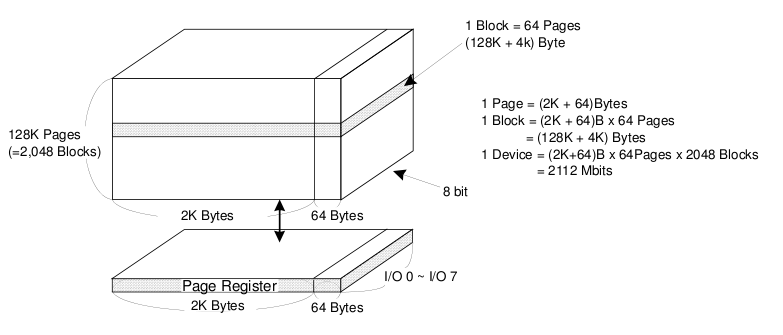 1 Block = 64 Pages
(128K + 4k) Byte
1 Page = (2K + 64)Bytes
1 Block = (2K + 64)B x 64 Pages
= (128K + 4K) Bytes
1 Device = (2K+64)B x 64Pages x 2048 Blocks
= 2112 Mbits
128K Pages
(=2,048 Blocks)
8 bit
2K Bytes
64 Bytes
I/O 0 ~ I/O 7
Page Register
2K Bytes
64 Bytes